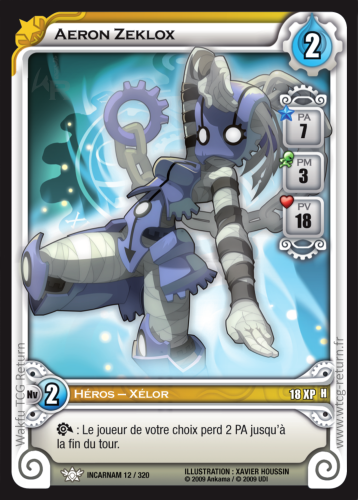 AERON ZEKLOX
2
PA
7
PM
3
PV
18
Wakfu TCG Return
www.wtcg-return.fr
Nv 2 HÉROS – XÉLOR 18 XP H
: Le joueur de votre choix perd 2 PA jusqu'à
la fin du tour.
INCARNAM 12 / 320
ILLUSTRATION : XAVIER HOUSSIN
© 2009 Ankama / © 2009 UDI